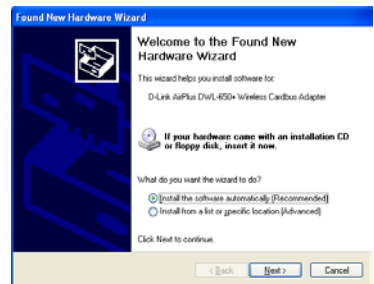 Found New Hardware Wizard
Welcome to the Found New
Hardware Wizard
This wizard helps you install software for:
D-Link AirPlus DWL-650+ Wireless Cardbus Adapter
If your hardware came with an installation CD
or floppy disk, insert it now.
What do you want the wizard to do?
Install the software automatically (Recommended)
Install from a list or specific location (Advanced)
Click Next to continue.
< Back Next > Cancel